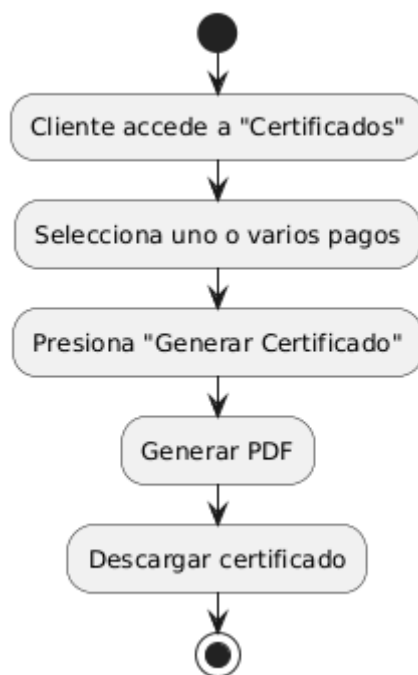 Cliente accede a "Certificados"
Selecciona uno o varios pagos
Presiona "Generar Certificado"
Generar PDF
Descargar certificado